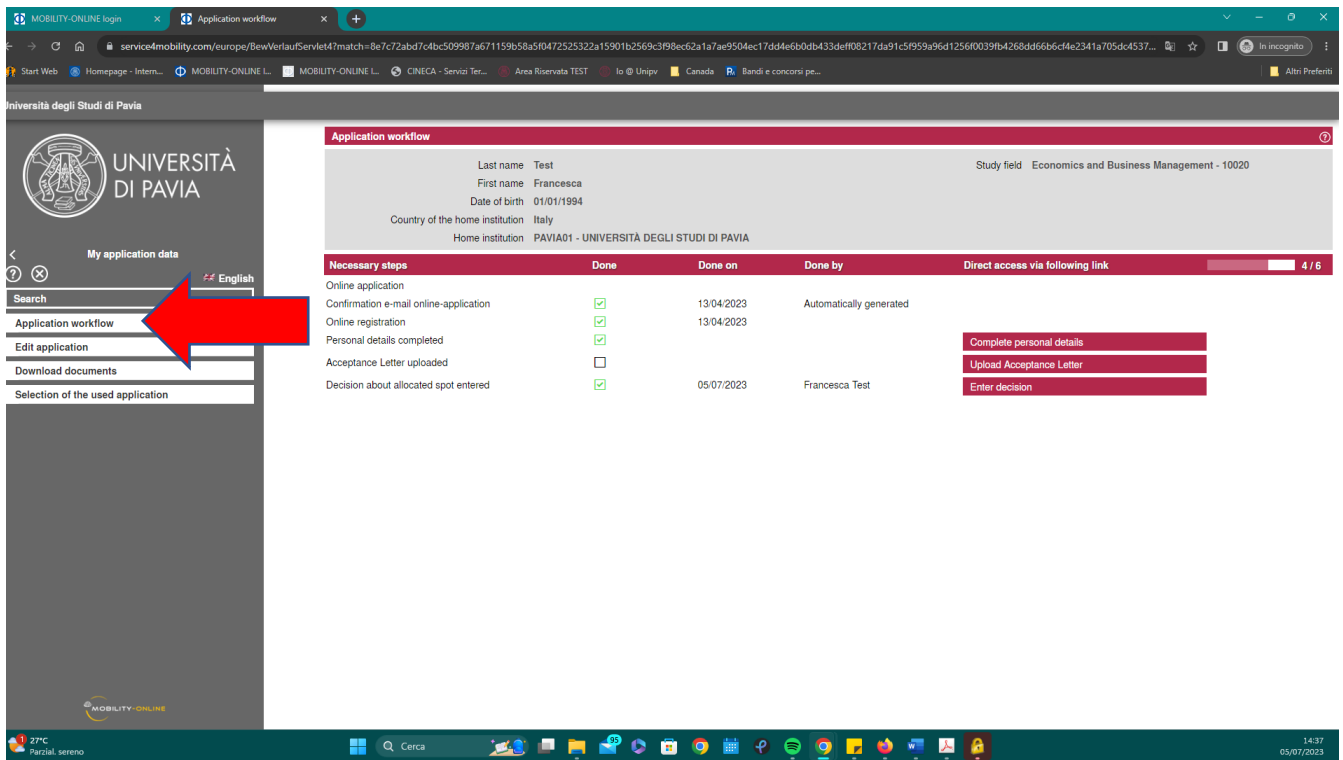 MOBILITY-ONLINE login
Application workflow
service4mobility.com/europe/BewVerlaufServlet4?match=8e7c72abd7c4bc509987a671159b58a5f0472525322a15901b2569c3f98ec62a1a7ae9504ec17dd4e6b0db433deff08217da91c5f959a96d1256f0039fb4268dd66b6cf4e2341a705dc4537...
In incognito
Start Web
Homepage - Intern...
MOBILITY-ONLINE I...
MOBILITY-ONLINE L...
CINECA - Servizi Ter...
Area Riservata TEST
Io @ Unipv
Canada
Bandi e concorsi pe...
Altri Preferiti
Università degli Studi di Pavia
UNIVERSITÀ
DI PAVIA
My application data
English
Search
Application workflow
Edit application
Download documents
Selection of the used application
MOBILITY-ONLINE
Application workflow
Last name Test
Study field Economics and Business Management - 10020
First name Francesca
Date of birth 01/01/1994
Country of the home institution Italy
Home institution PAVIA01 - UNIVERSITÀ DEGLI STUDI DI PAVIA
Necessary steps Done Done on Done by Direct access via following link 4 / 6
Online application
Confirmation e-mail online-application 13/04/2023 Automatically generated
Online registration 13/04/2023
Personal details completed Complete personal details
Acceptance Letter uploaded Upload Acceptance Letter
Decision about allocated spot entered 05/07/2023 Francesca Test Enter decision
1
27°C
Parzial. sereno
Cerca
95
14:37
05/07/2023